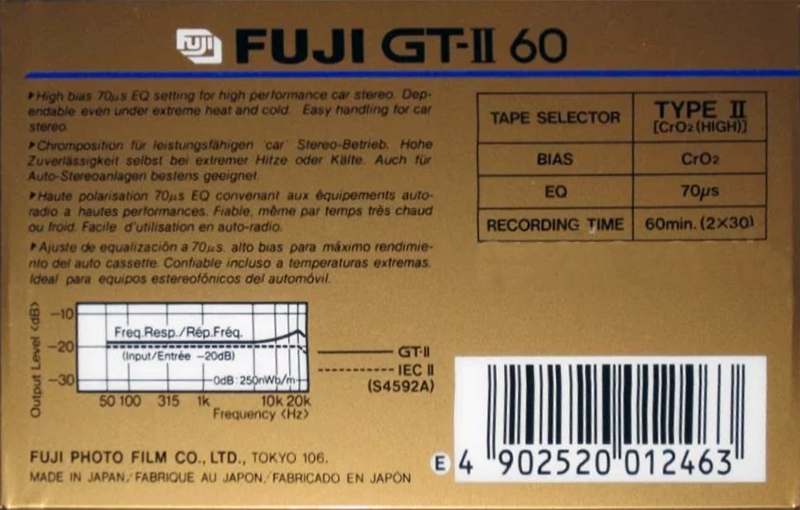 FUJI FUJI GT-II 60
▶High bias 70μs EQ setting for high performance car stereo. Dep-
endable even under extreme heat and cold. Easy handling for car
stereo.
▶Chromposition für leistungsfähigen car Stereo-Betrieb. Hohe
Zuverlässigkeit selbst bei extremer Hitze oder Kälte. Auch für
Auto-Stereoanlagen bestens geeignet.
▶Haute polarisation 70μs EQ convenant aux équipements auto-
radio a hautes performances. Fiable, même par temps très chaud
ou froid. Facile d'utilisation en auto-radio.
▶Ajuste de equalización a 70μs. alto bias para máximo rendimie-
nto del auto cassette. Confiable incluso a temperaturas extremas.
Ideal para equipos estereofónicos del automóvil.
TAPE SELECTOR TYPE II
[CrO2(HIGH)]
BIAS CrO2
EQ 70μs
RECORDING TIME 60min. (2×30)
Output Level <dB>
−10
−20
−30
Freq.Resp./Rép.Fréq.
(Input/Entrée −20dB)
0dB:250nWb/m
50 100 315 1k 10k 20k
Frequency <Hz>
GT-II
IEC II
(S4592A)
FUJI PHOTO FILM CO., LTD., TOKYO 106.
MADE IN JAPAN/FABRIQUE AU JAPON/FABRICADO EN JAPÓN
E 4 902520 012463